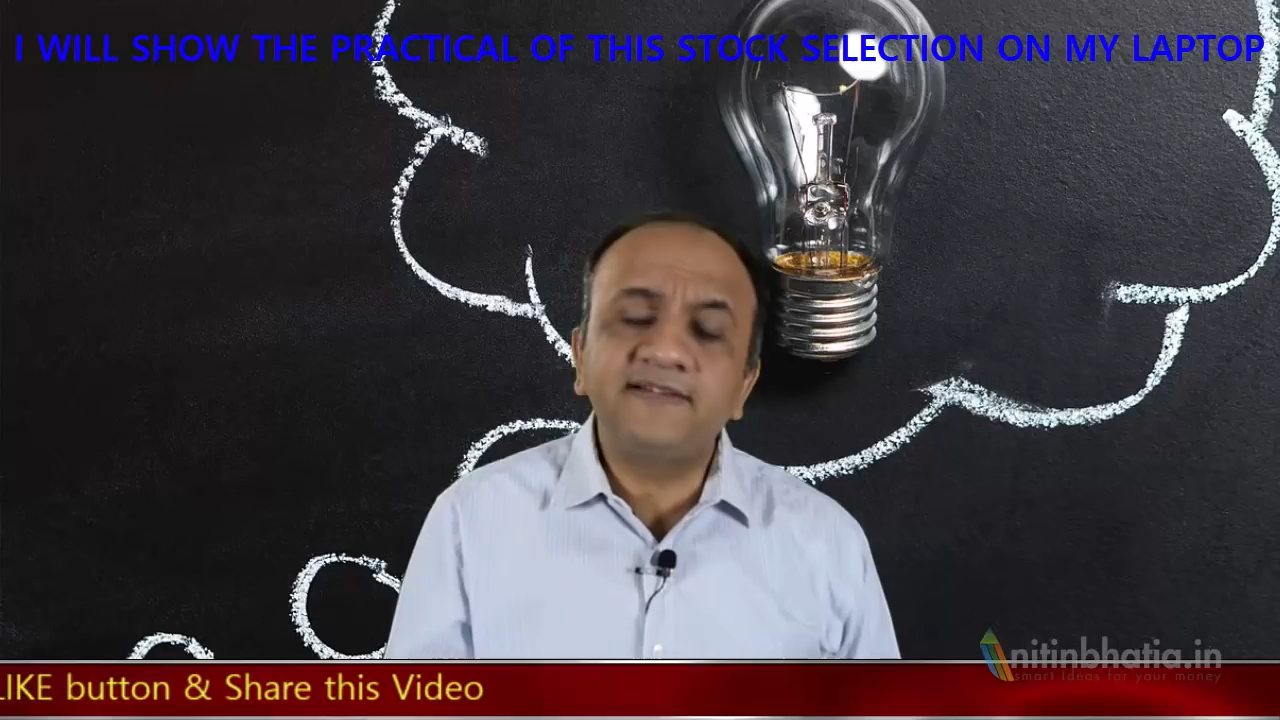 I WILL SHOW THE PRACTICAL OF THIS STOCK SELECTION ON MY LAPTOP
nitinbhatia.in
smart ideas for your money
LIKE button & Share this Video